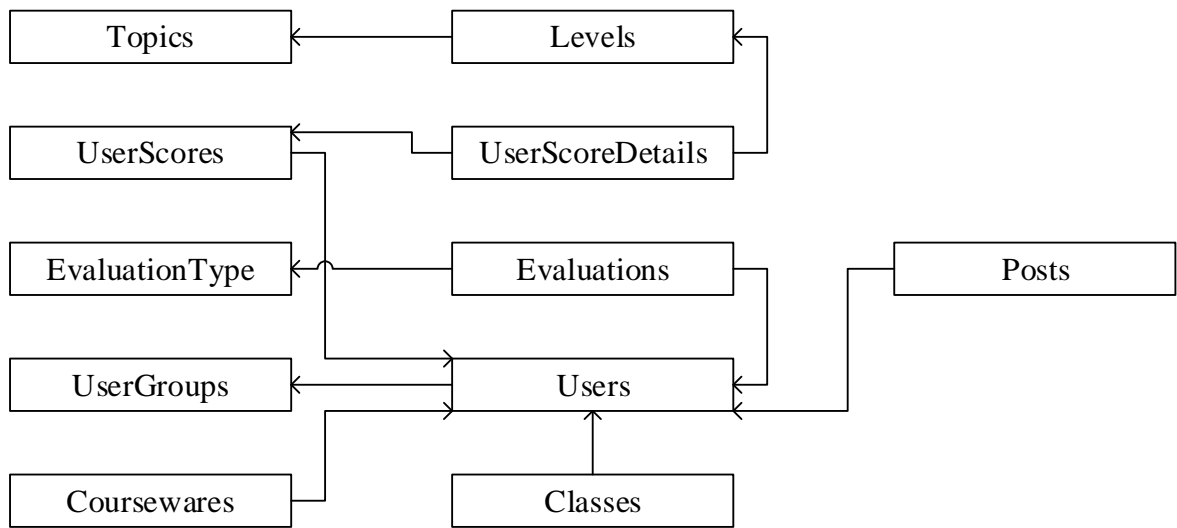 Topics
Levels
UserScores
UserScoreDetails
EvaluationType
Evaluations
Posts
UserGroups
Users
Coursewares
Classes